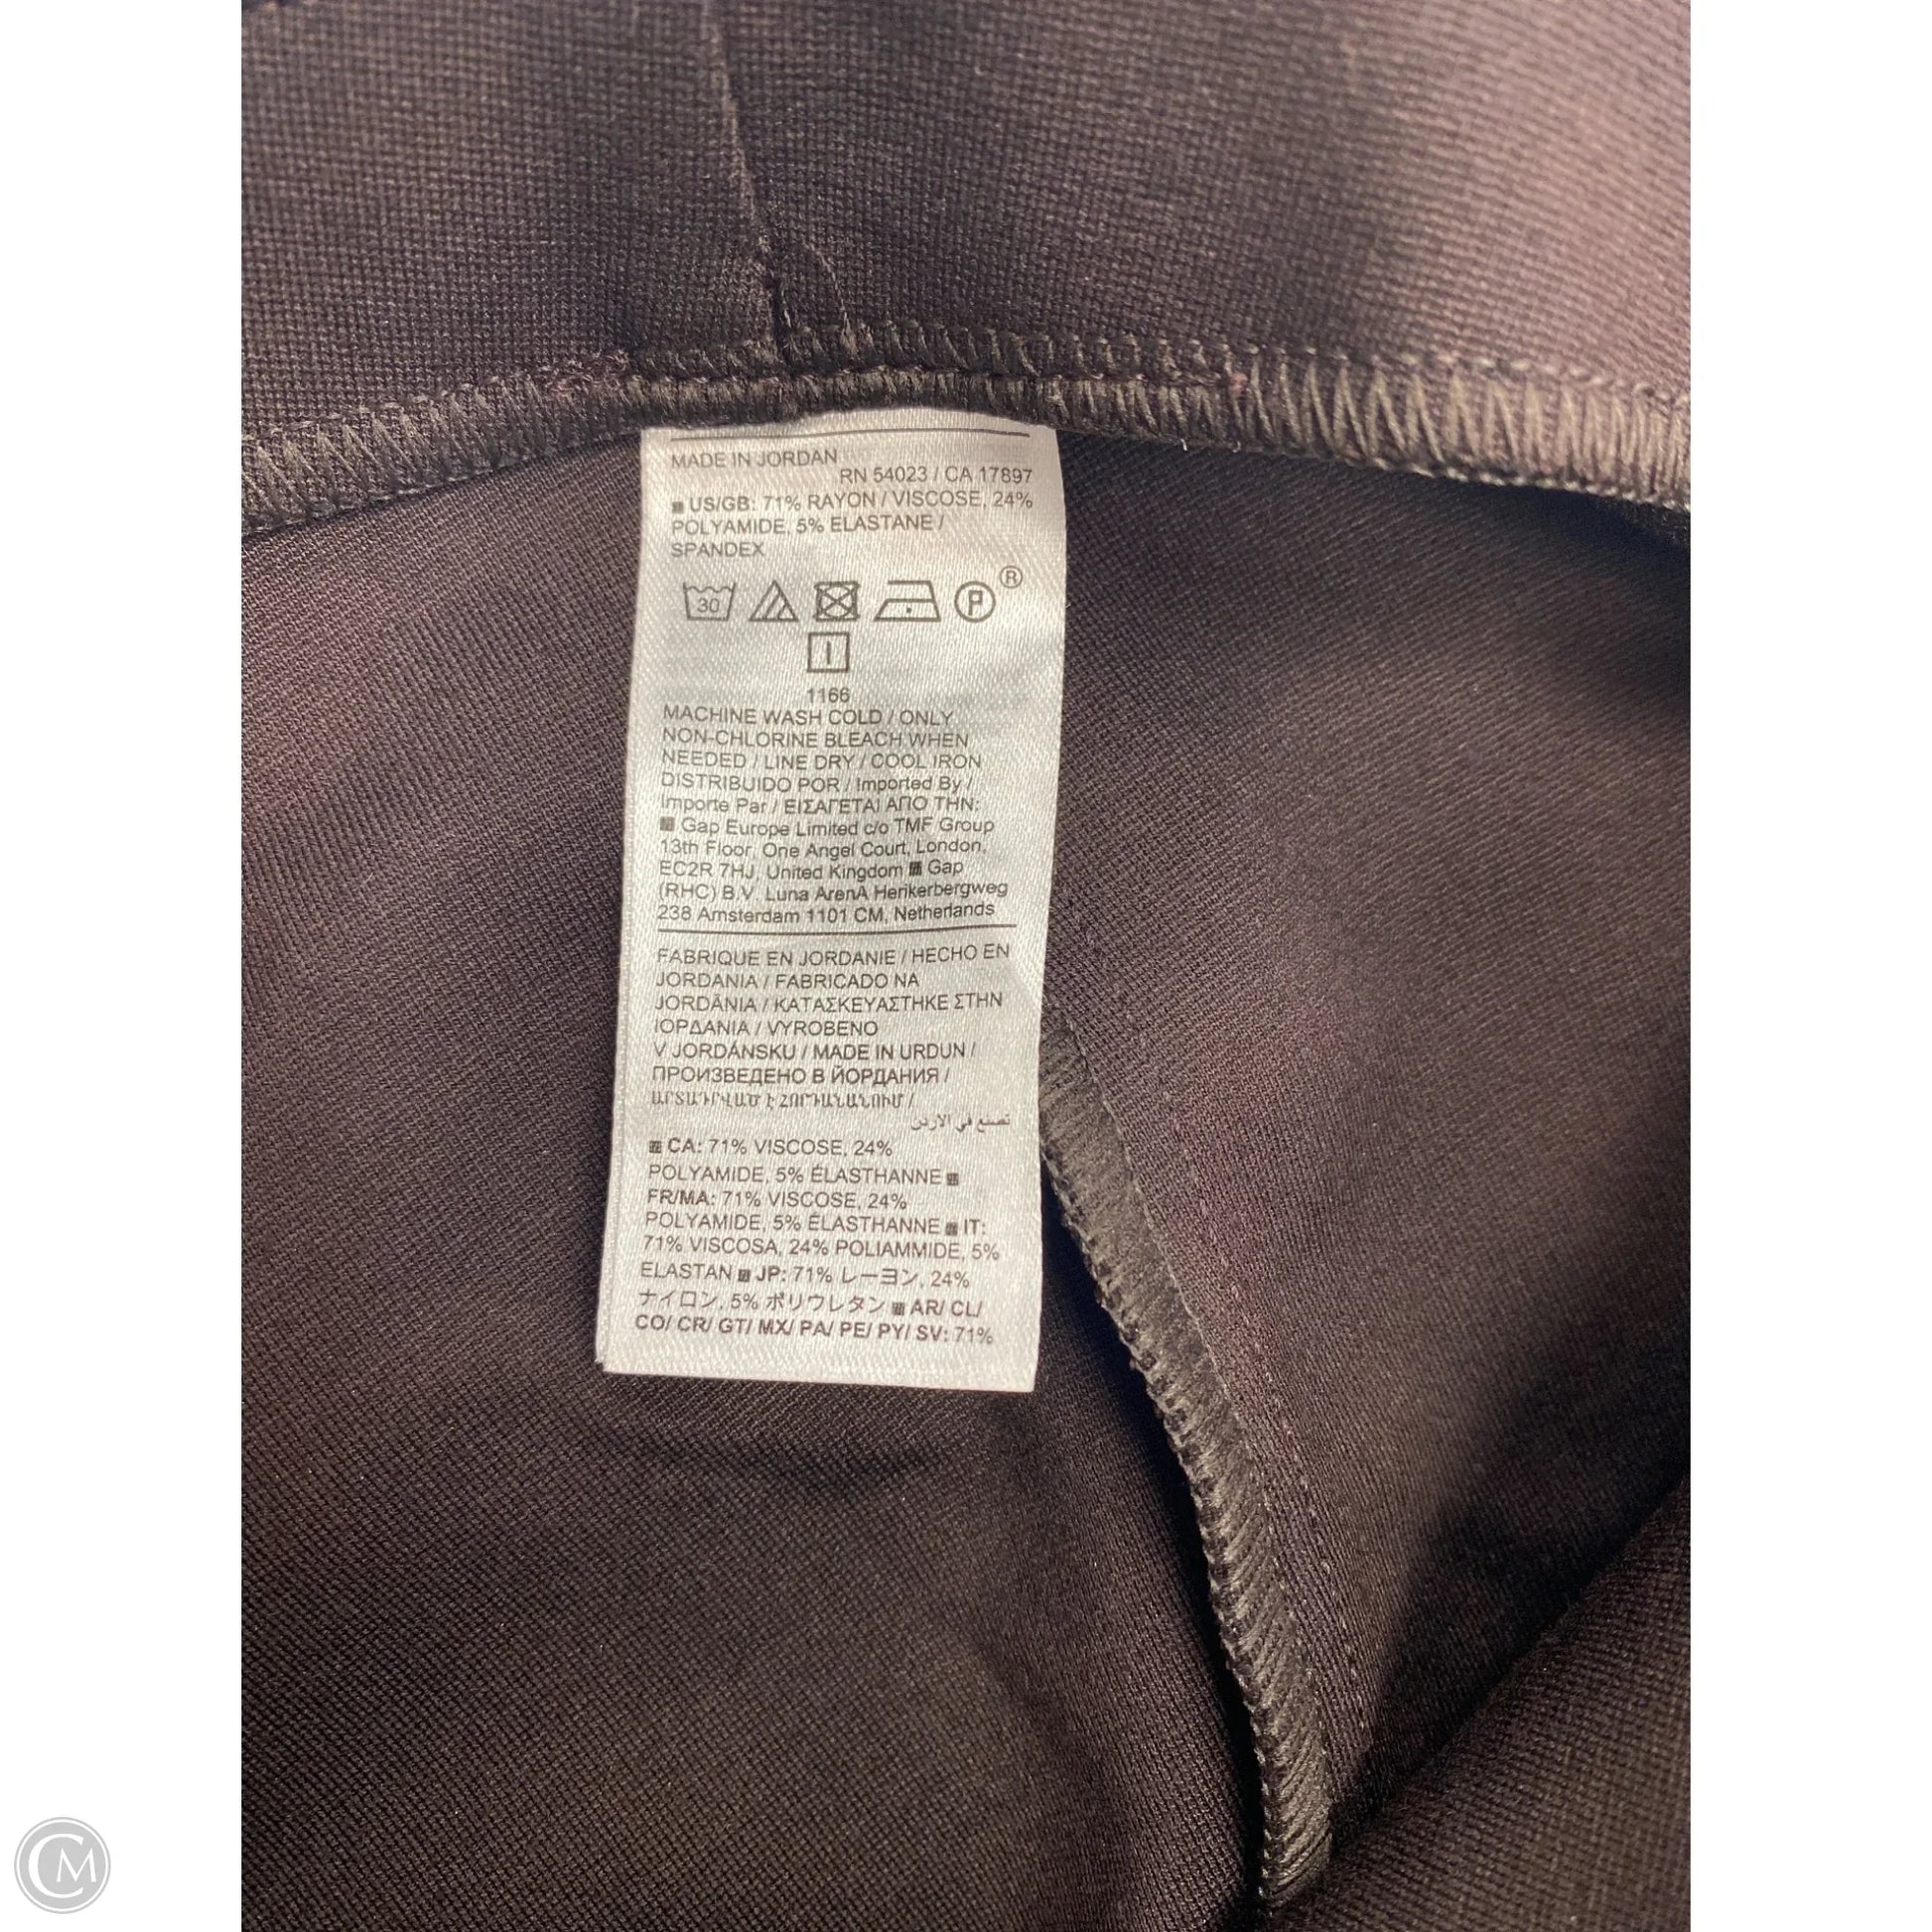 MADE IN JORDAN
RN 54023 / CA 17897
US/GB: 71% RAYON / VISCOSE, 24%
POLYAMIDE, 5% ELASTANE /
SPANDEX
30 P ®
1166
MACHINE WASH COLD / ONLY
NON-CHLORINE BLEACH WHEN
NEEDED / LINE DRY / COOL IRON
DISTRIBUIDO POR / Imported By /
Importe Par / ΕΙΣΑΓΕΤΑΙ ΑΠΟ ΤΗΝ:
Gap Europe Limited c/o TMF Group
13th Floor, One Angel Court, London,
EC2R 7HJ, United Kingdom Gap
(RHC) B.V. Luna ArenA Herikerbergweg
238 Amsterdam 1101 CM, Netherlands
FABRIQUE EN JORDANIE / HECHO EN
JORDANIA / FABRICADO NA
JORDÂNIA / ΚΑΤΑΣΚΕΥΑΣΤΗΚΕ ΣΤΗΝ
ΙΟΡΔΑΝΙΑ / VYROBENO
V JORDÁNSKU / MADE IN URDUN /
ПРОИЗВЕДЕНО В ЙОРДАНИЯ /
ԱՐՏԱԴՐՎԱԾ Է ՀՈՐԴԱՆԱՆՈՒՄ /
تصنع في الأردن
CA: 71% VISCOSE, 24%
POLYAMIDE, 5% ÉLASTHANNE
FR/MA: 71% VISCOSE, 24%
POLYAMIDE, 5% ÉLASTHANNE IT:
71% VISCOSA, 24% POLIAMMIDE, 5%
ELASTAN JP: 71% レーヨン, 24%
ナイロン, 5% ポリウレタン AR/ CL/
CO/ CR/ GT/ MX/ PA/ PE/ PY/ SV: 71%
CM